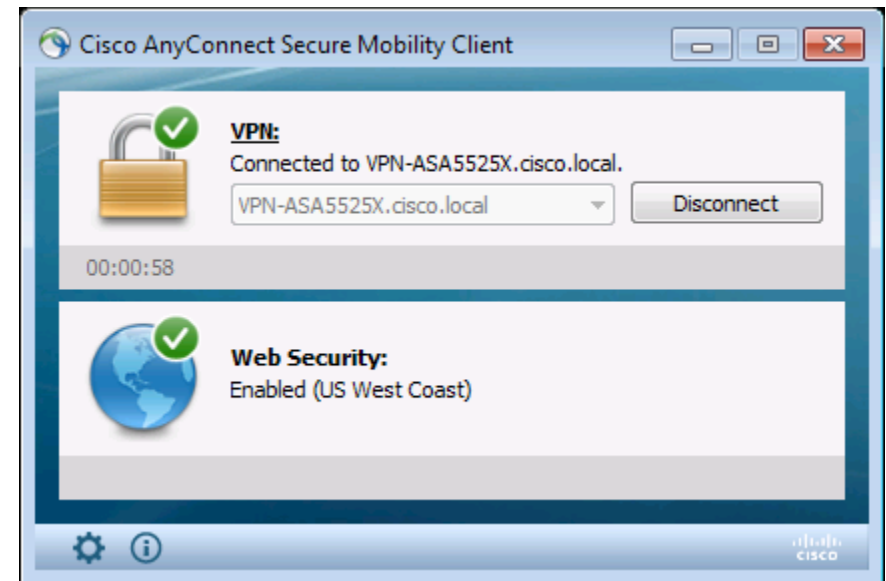 Cisco AnyConnect Secure Mobility Client
VPN:
Connected to VPN-ASA5525X.cisco.local.
VPN-ASA5525X.cisco.local
Disconnect
00:00:58
Web Security:
Enabled (US West Coast)
cisco